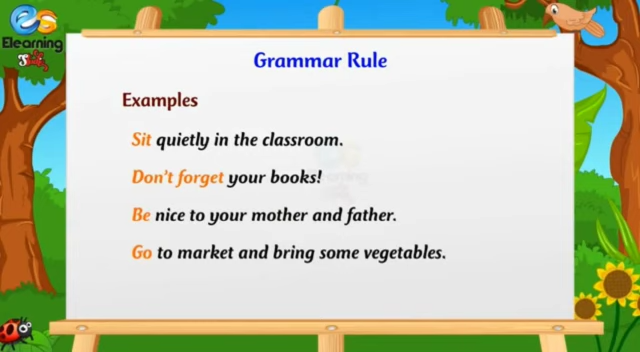 Elearning
Grammar Rule
Examples
Sit quietly in the classroom.
Don't forget your books!
Be nice to your mother and father.
Go to market and bring some vegetables.